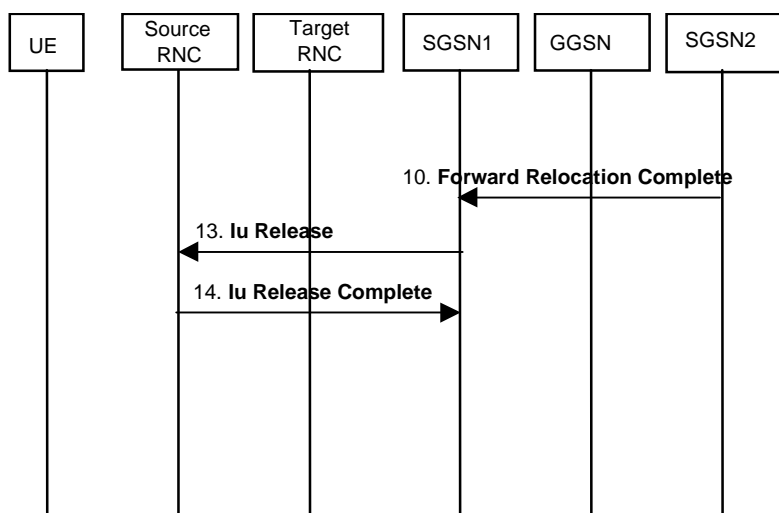 UE
Source
RNC
Target
RNC
SGSN1
GGSN
SGSN2
10. Forward Relocation Complete
13. Iu Release
14. Iu Release Complete